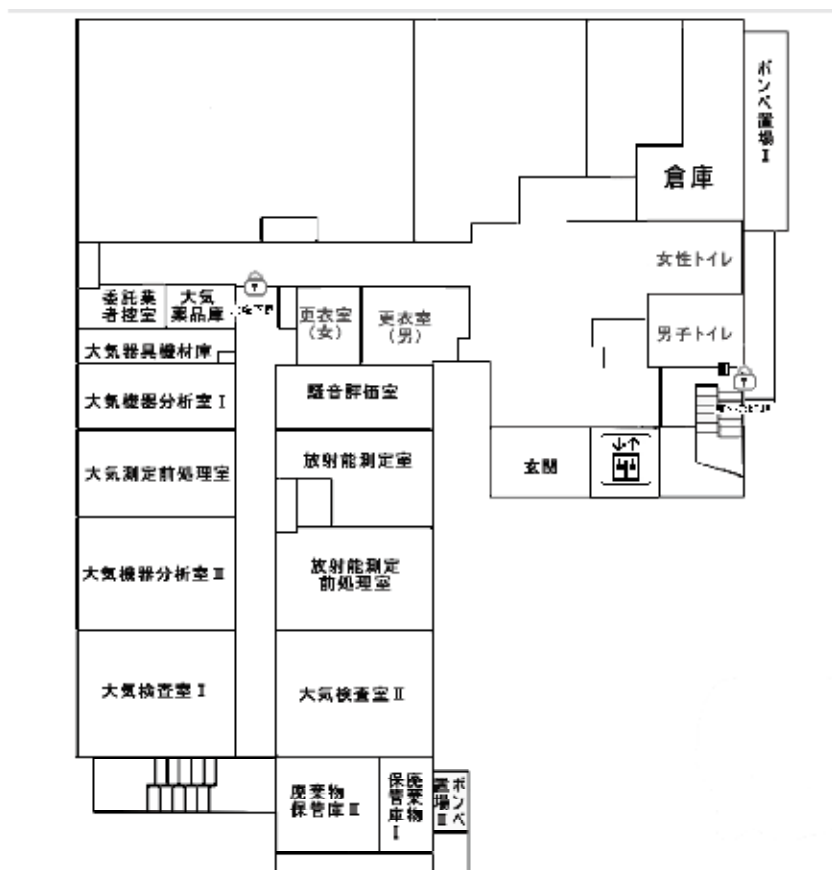 ボンベ置場Ⅰ
倉庫
女性トイレ
男子トイレ
委託業
者控室
大気
薬品庫
更衣室
(女)
更衣室
(男)
大気器具機材庫
大気機器分析室Ⅰ
騒音評価室
大気測定前処理室
放射能測定室
玄関
大気機器分析室Ⅱ
放射能測定
前処理室
大気検査室Ⅰ
大気検査室Ⅱ
廃棄物
保管庫Ⅱ
廃棄物
保管庫Ⅰ
ボンベ
置場Ⅱ